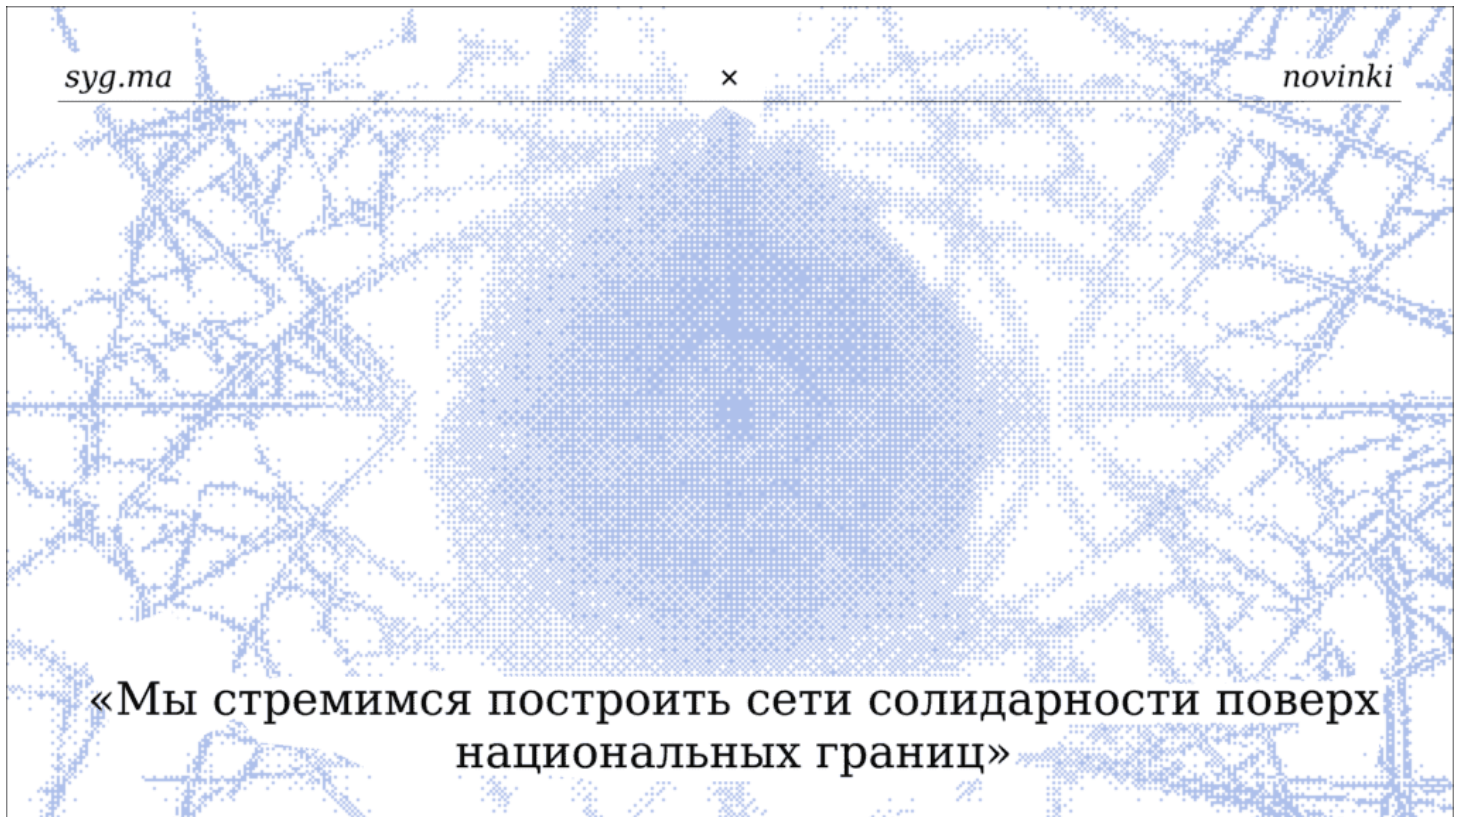 syg.ma × novinki
«Мы стремимся построить сети солидарности поверх
национальных границ»